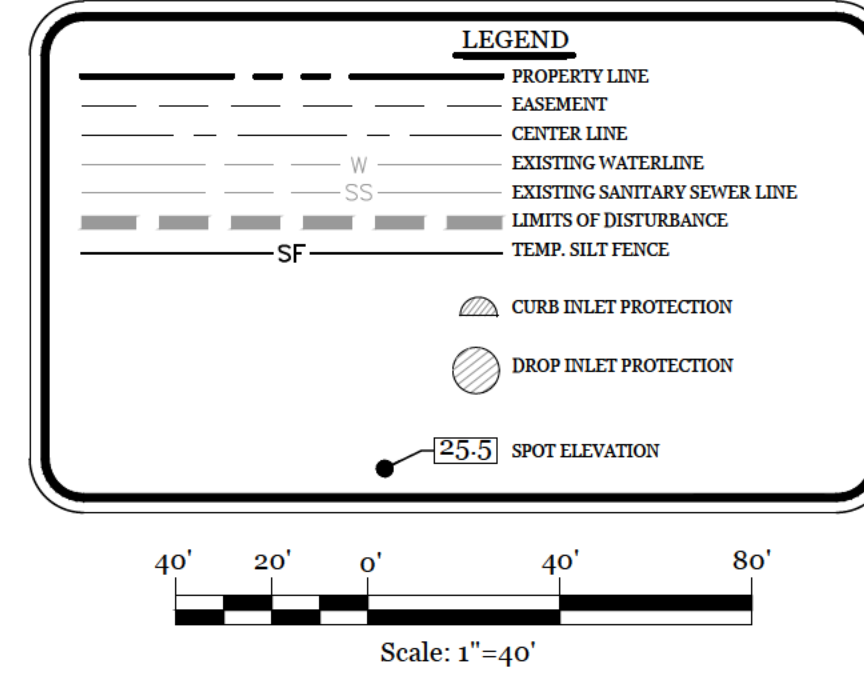 LEGEND
PROPERTY LINE
EASEMENT
CENTER LINE
W EXISTING WATERLINE
SS EXISTING SANITARY SEWER LINE
LIMITS OF DISTURBANCE
SF TEMP. SILT FENCE
CURB INLET PROTECTION
DROP INLET PROTECTION
25.5 SPOT ELEVATION
40' 20' 0' 40' 80'
Scale: 1"=40'